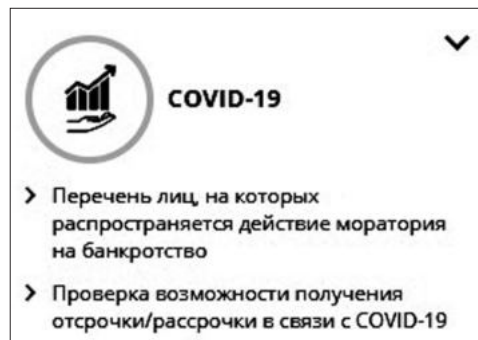 COVID-19
Перечень лиц, на которых
распространяется действие моратория
на банкротство
Проверка возможности получения
отсрочки/рассрочки в связи с COVID-19